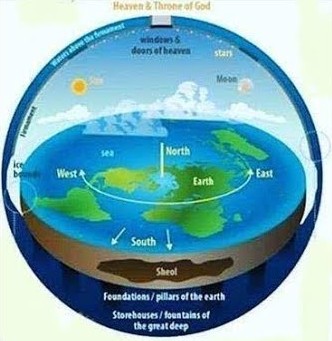 Heaven & Throne of God
Waters above the firmament
windows &
doors of heaven
stars
Sun
Moon
firmament
ice
bounds
sea
North
West
Earth
East
South
Sheol
Foundations / pillars of the earth
Storehouses / fountains of
the great deep